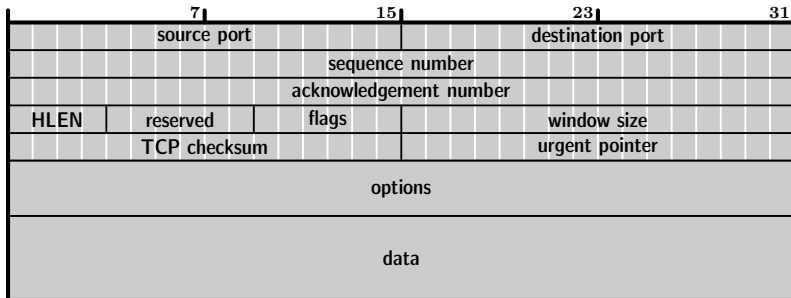 7 15 23 31
source port destination port
sequence number
acknowledgement number
HLEN reserved flags window size
TCP checksum urgent pointer
options
data